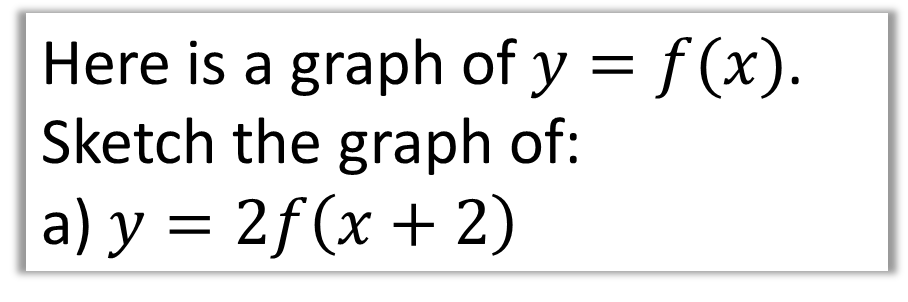 Here is a graph of y = f(x).
Sketch the graph of:
a) y = 2f(x + 2)